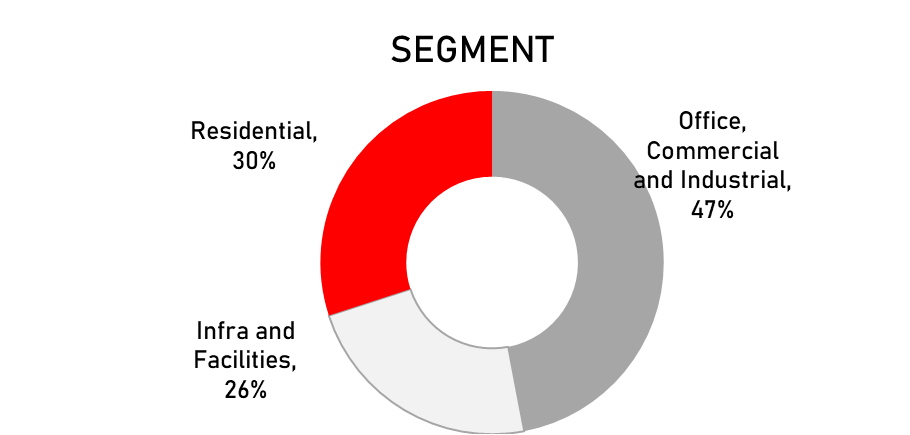 SEGMENT
Residential,
30%
Office,
Commercial
and Industrial,
47%
Infra and
Facilities,
26%